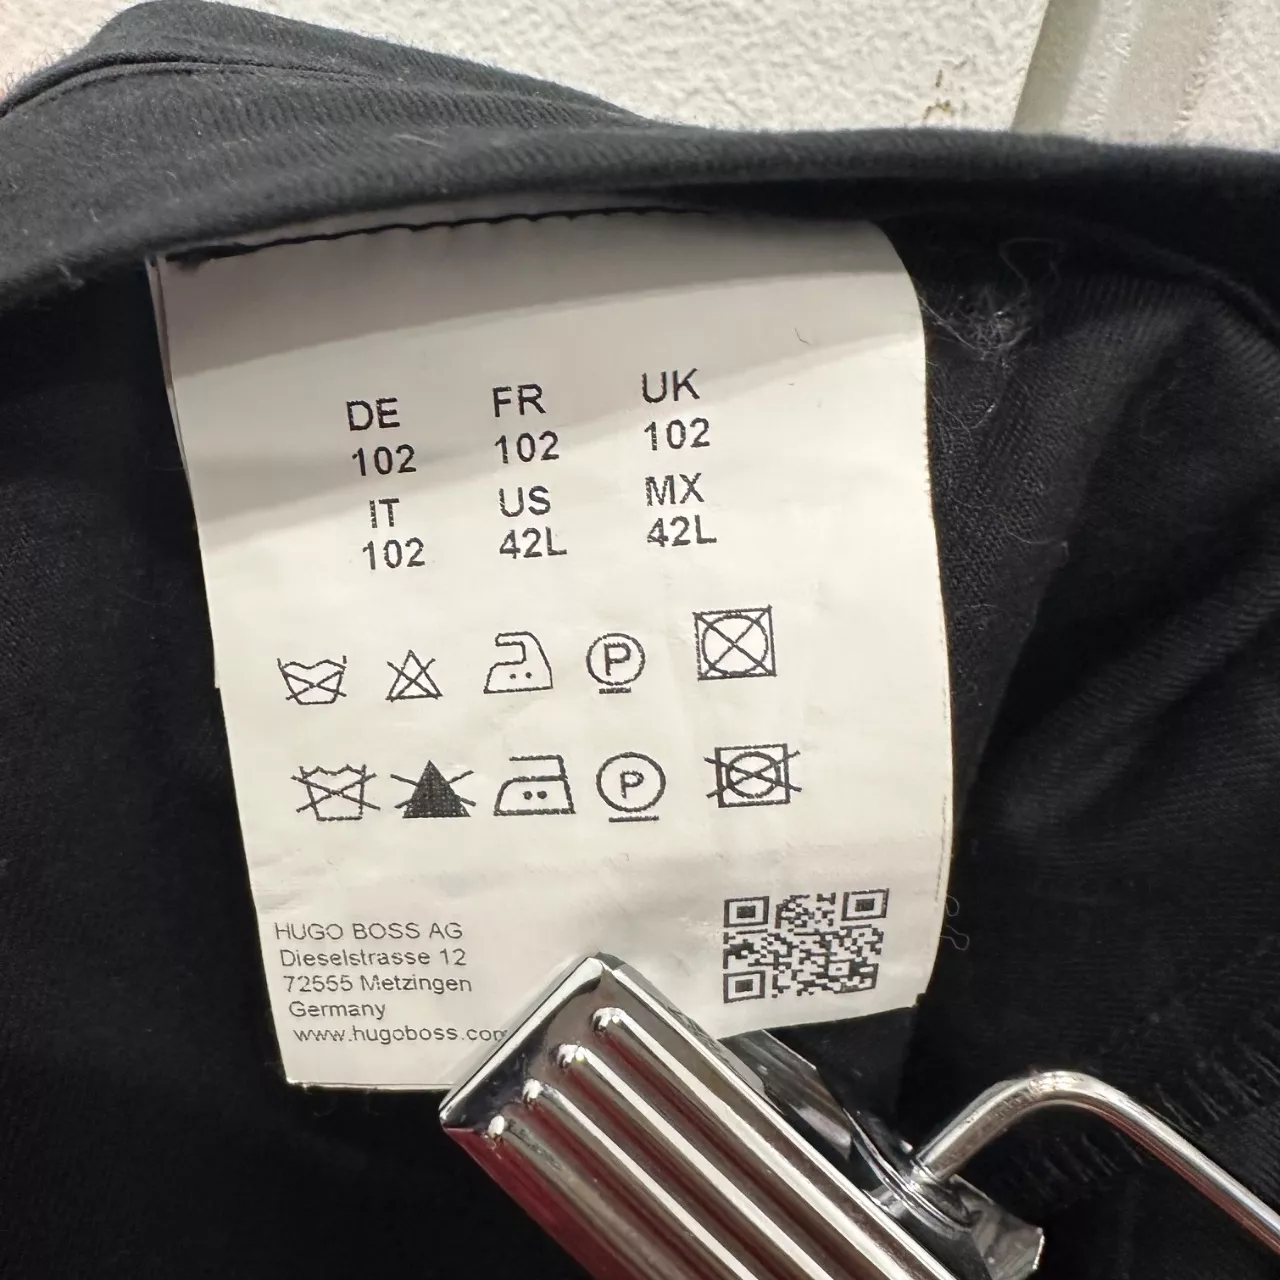 DE FR UK
102 102 102
IT US MX
102 42L 42L
P
P
HUGO BOSS AG
Dieselstrasse 12
72555 Metzingen
Germany
www.hugoboss.com